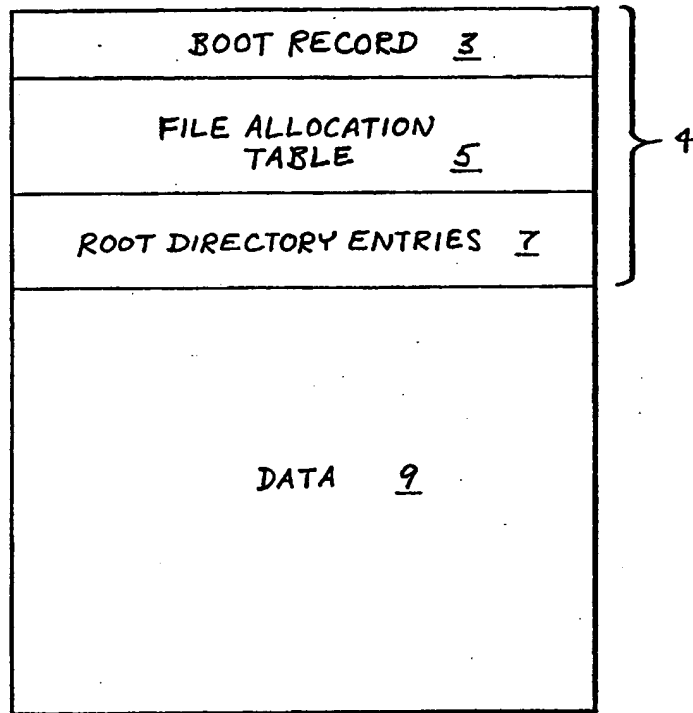 BOOT RECORD 3
FILE ALLOCATION
TABLE 5
4
ROOT DIRECTORY ENTRIES 7
DATA 9